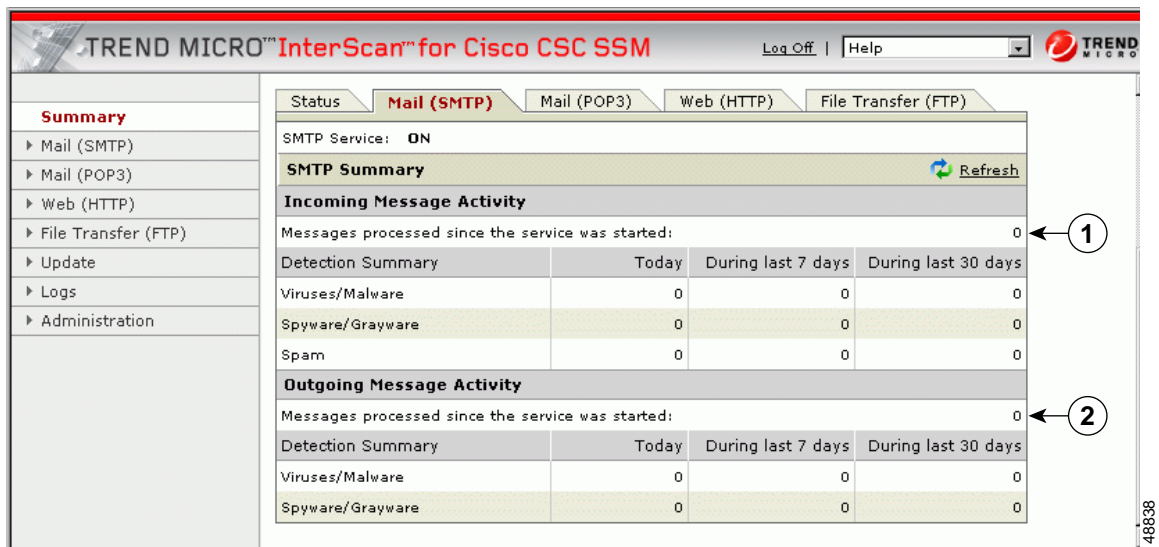 TREND MICRO™ InterScan™ for Cisco CSC SSM
Log Off | Help
TREND
MICRO
Summary
Mail (SMTP)
Mail (POP3)
Web (HTTP)
File Transfer (FTP)
Update
Logs
Administration
Status Mail (SMTP) Mail (POP3) Web (HTTP) File Transfer (FTP)
SMTP Service: ON
SMTP Summary Refresh
Incoming Message Activity
Messages processed since the service was started: 0 1
Detection Summary Today During last 7 days During last 30 days
Viruses/Malware 0 0 0
Spyware/Grayware 0 0 0
Spam 0 0 0
Outgoing Message Activity
Messages processed since the service was started: 0 2
Detection Summary Today During last 7 days During last 30 days
Viruses/Malware 0 0 0
Spyware/Grayware 0 0 0
48838